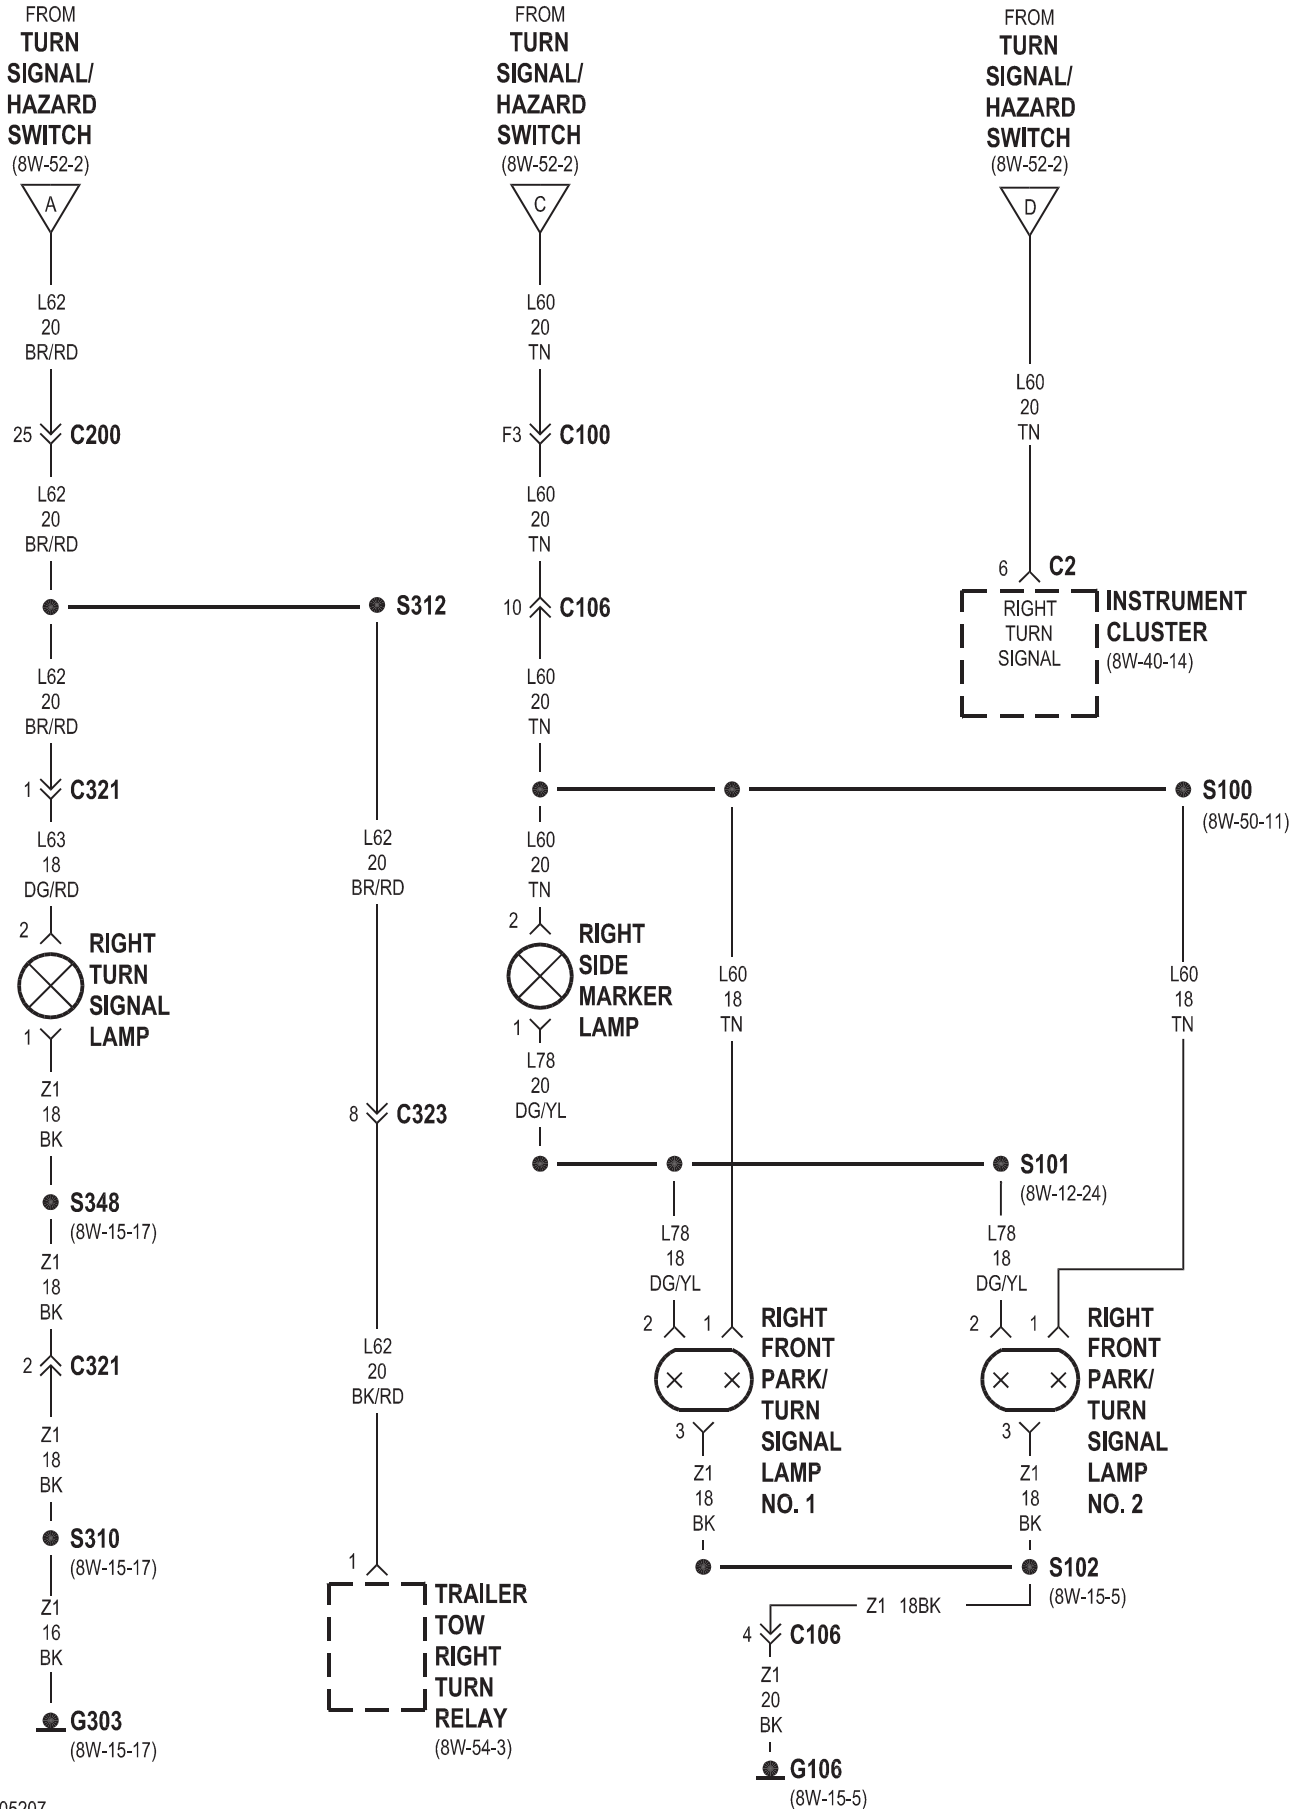 FROM
TURN
SIGNAL/
HAZARD
SWITCH
(8W-52-2)
A
L62
20
BR/RD
25
C200
L62
20
BR/RD
S312
L62
20
BR/RD
1
C321
L63
18
DG/RD
2
RIGHT
TURN
SIGNAL
LAMP
1
Z1
18
BK
S348
(8W-15-17)
Z1
18
BK
2
C321
Z1
18
BK
S310
(8W-15-17)
Z1
16
BK
G303
(8W-15-17)
L62
20
BR/RD
8
C323
L62
20
BK/RD
1
TRAILER
TOW
RIGHT
TURN
RELAY
(8W-54-3)
FROM
TURN
SIGNAL/
HAZARD
SWITCH
(8W-52-2)
C
L60
20
TN
F3
C100
L60
20
TN
10
C106
L60
20
TN
S100
(8W-50-11)
L60
20
TN
2
RIGHT
SIDE
MARKER
LAMP
1
L78
20
DG/YL
L60
18
TN
L60
18
TN
S101
(8W-12-24)
L78
18
DG/YL
2
1
RIGHT
FRONT
PARK/
TURN
SIGNAL
LAMP
NO. 1
3
Z1
18
BK
L78
18
DG/YL
2
1
RIGHT
FRONT
PARK/
TURN
SIGNAL
LAMP
NO. 2
3
Z1
18
BK
S102
(8W-15-5)
Z1 18BK
4
C106
Z1
20
BK
G106
(8W-15-5)
FROM
TURN
SIGNAL/
HAZARD
SWITCH
(8W-52-2)
D
L60
20
TN
6
C2
RIGHT
TURN
SIGNAL
INSTRUMENT
CLUSTER
(8W-40-14)